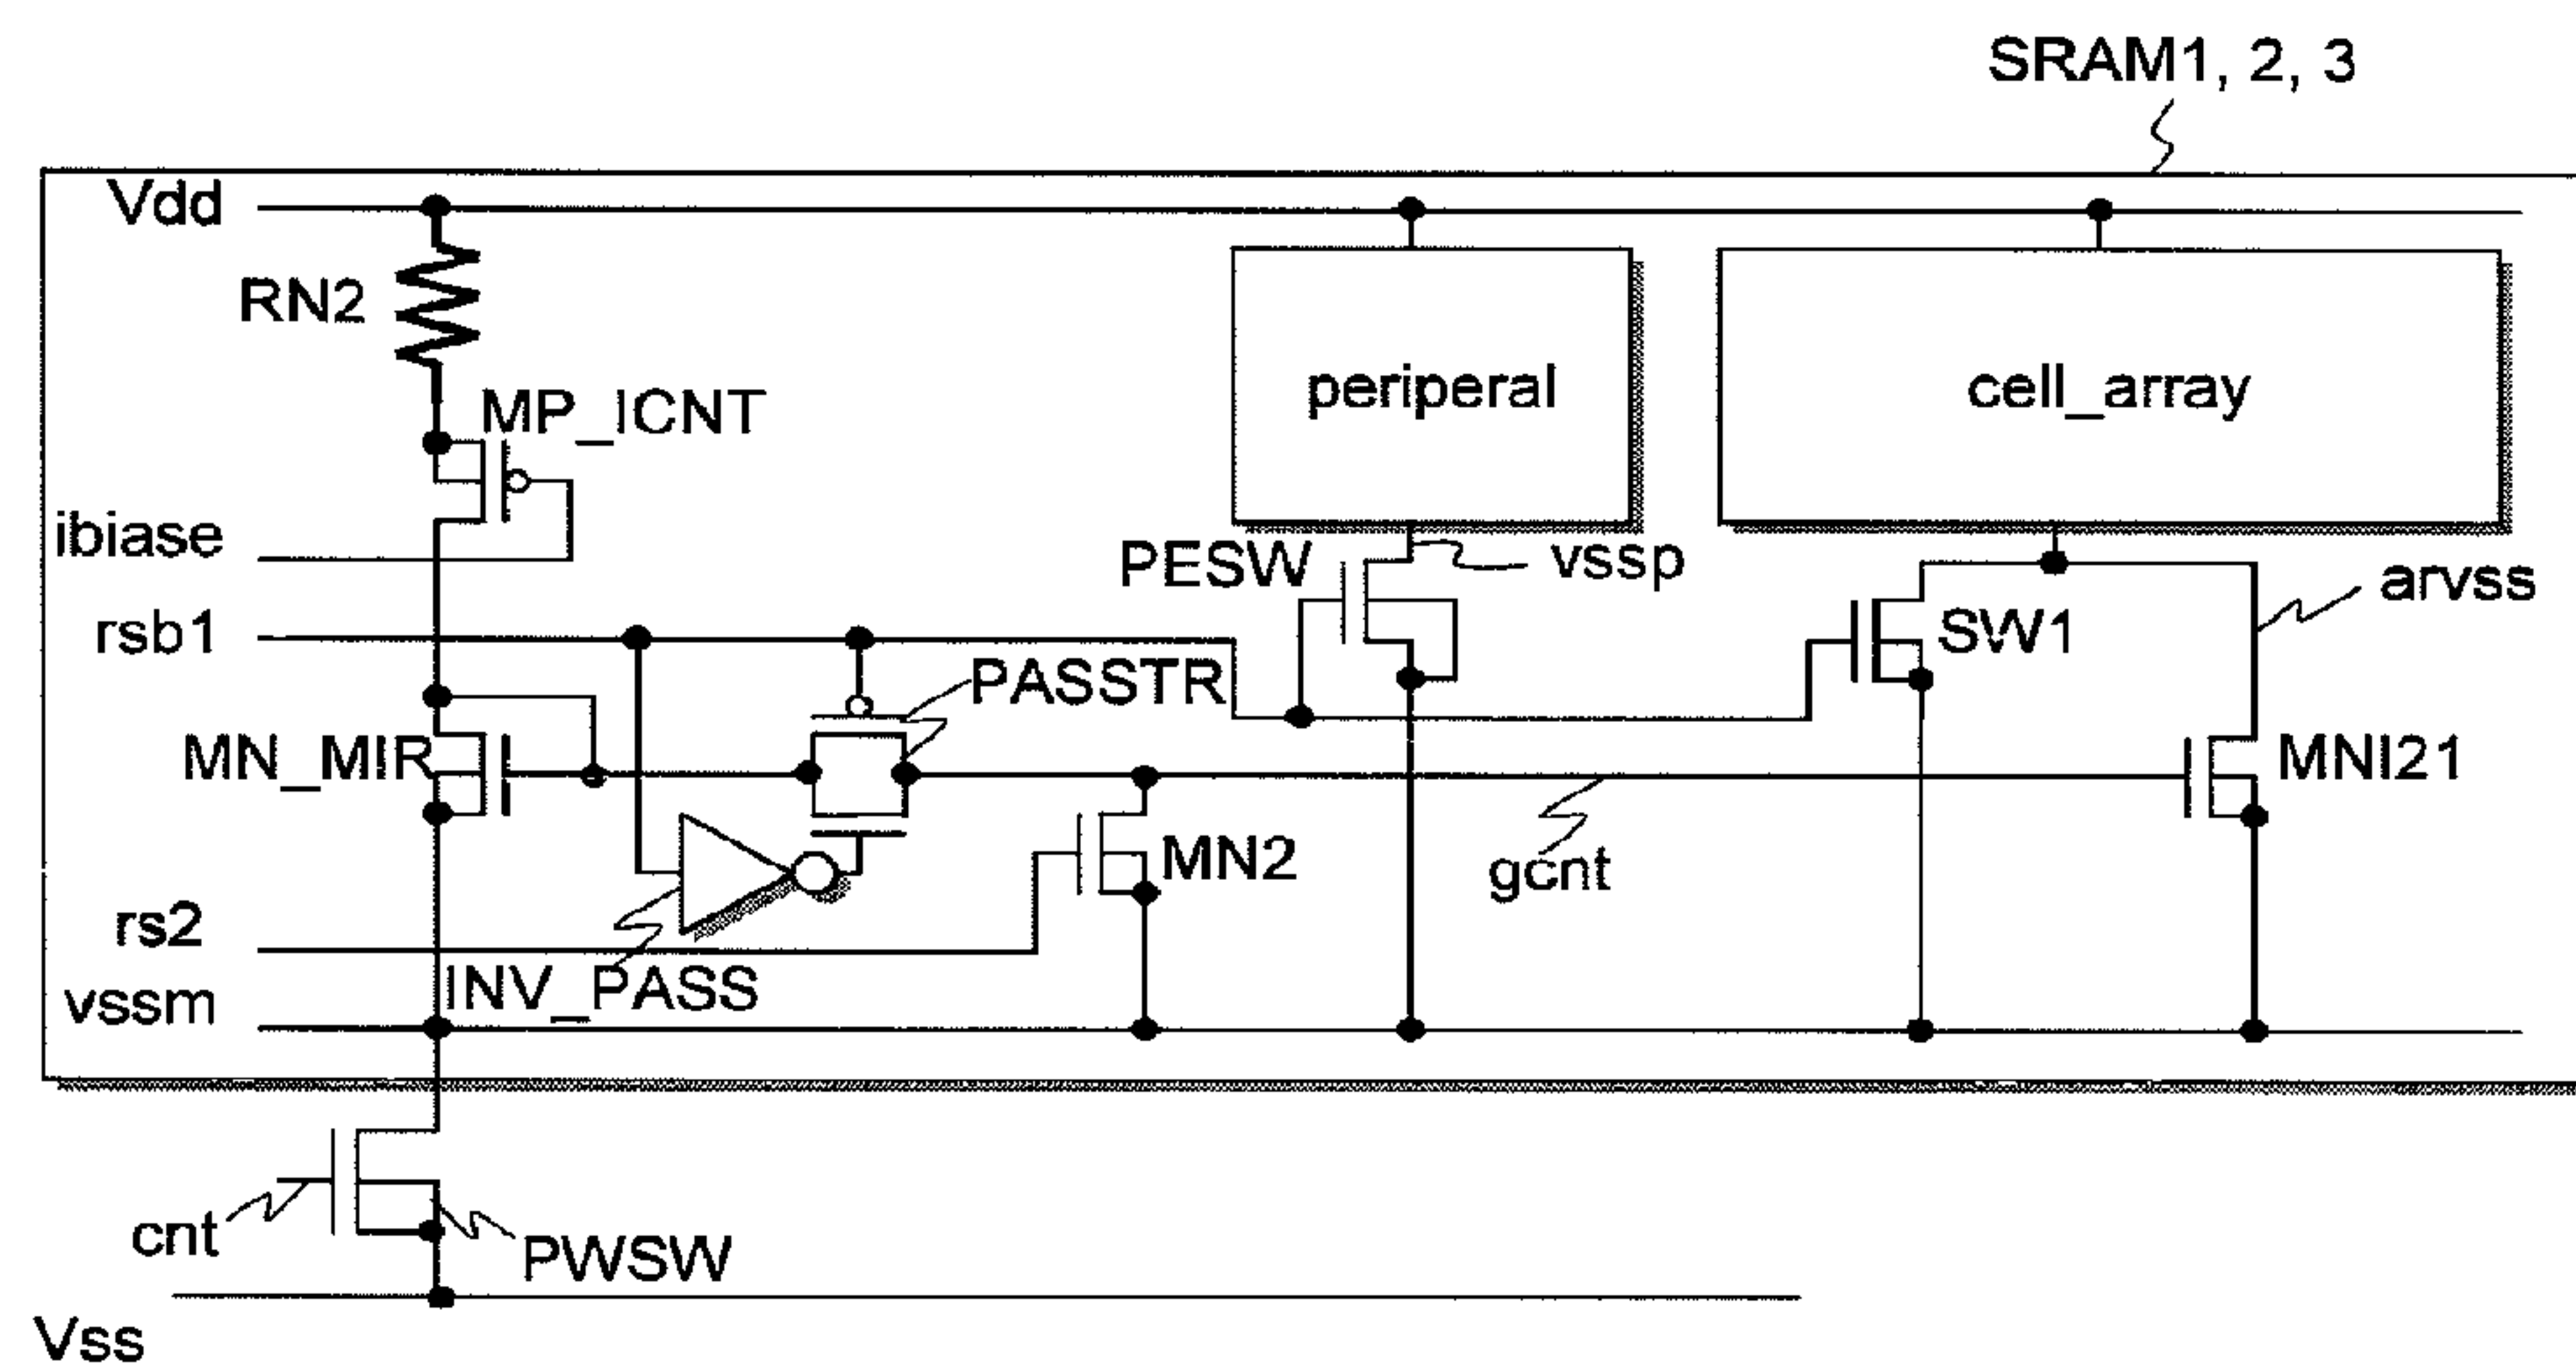 SRAM1, 2, 3
Vdd
RN2
MP_ICNT
periperal
cell_array
ibiase
PESW
vssp
arvss
rsb1
SW1
PASSTR
MN_MIR
MNI21
MN2
gcnt
rs2
INV_PASS
vssm
cnt
PWSW
Vss